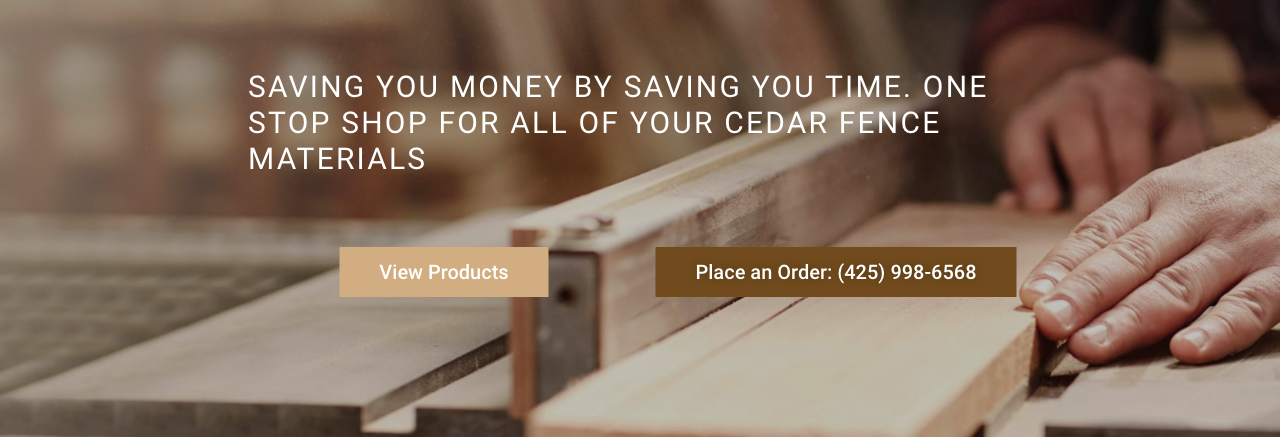 SAVING YOU MONEY BY SAVING YOU TIME. ONE
STOP SHOP FOR ALL OF YOUR CEDAR FENCE
MATERIALS
View Products
Place an Order: (425) 998-6568